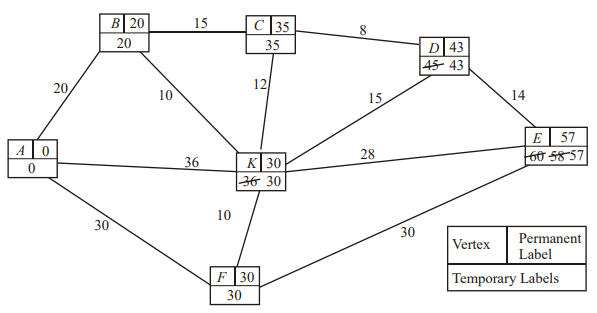 B 20
20
15
C 35
35
8
D 43
45 43
20
10
12
15
14
A 0
0
36
K 30
36 30
28
E 57
60 58 57
30
10
30
F 30
30
Vertex
Permanent
Label
Temporary Labels